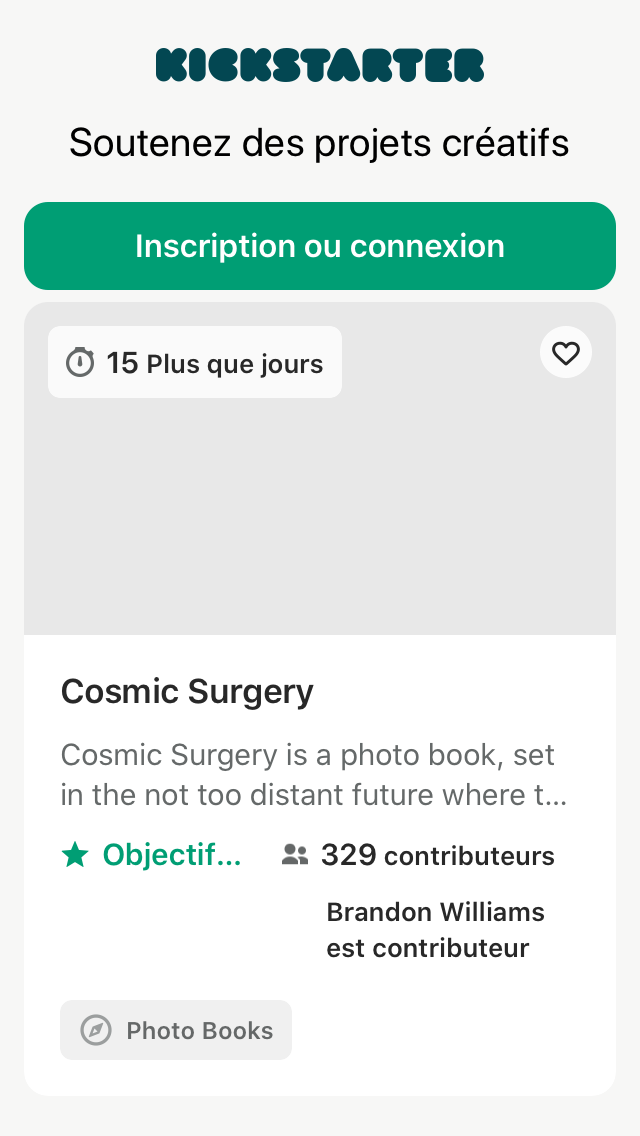 KICKSTARTER
Soutenez des projets créatifs
Inscription ou connexion
15 Plus que jours
Cosmic Surgery
Cosmic Surgery is a photo book, set
in the not too distant future where t...
Objectif...
329 contributeurs
Brandon Williams
est contributeur
Photo Books